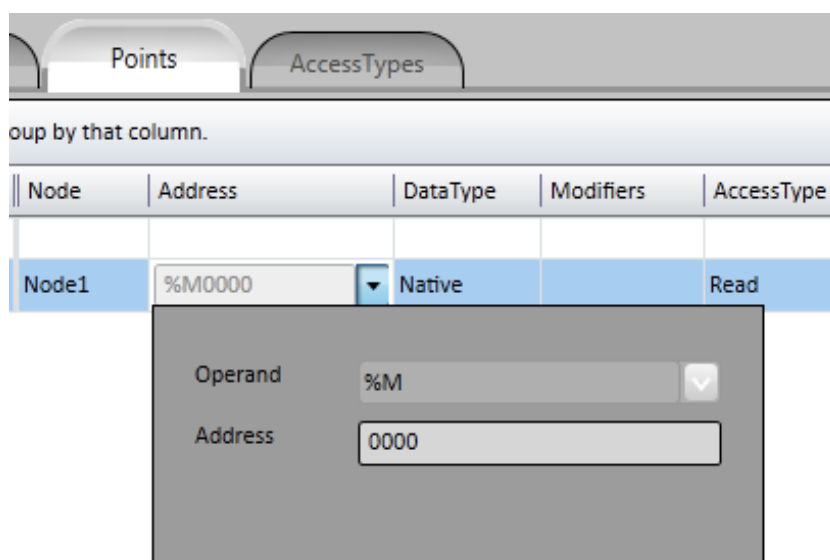 Points AccessTypes
oup by that column.
Node Address DataType Modifiers AccessType
Node1 %M0000 Native Read
Operand %M
Address 0000